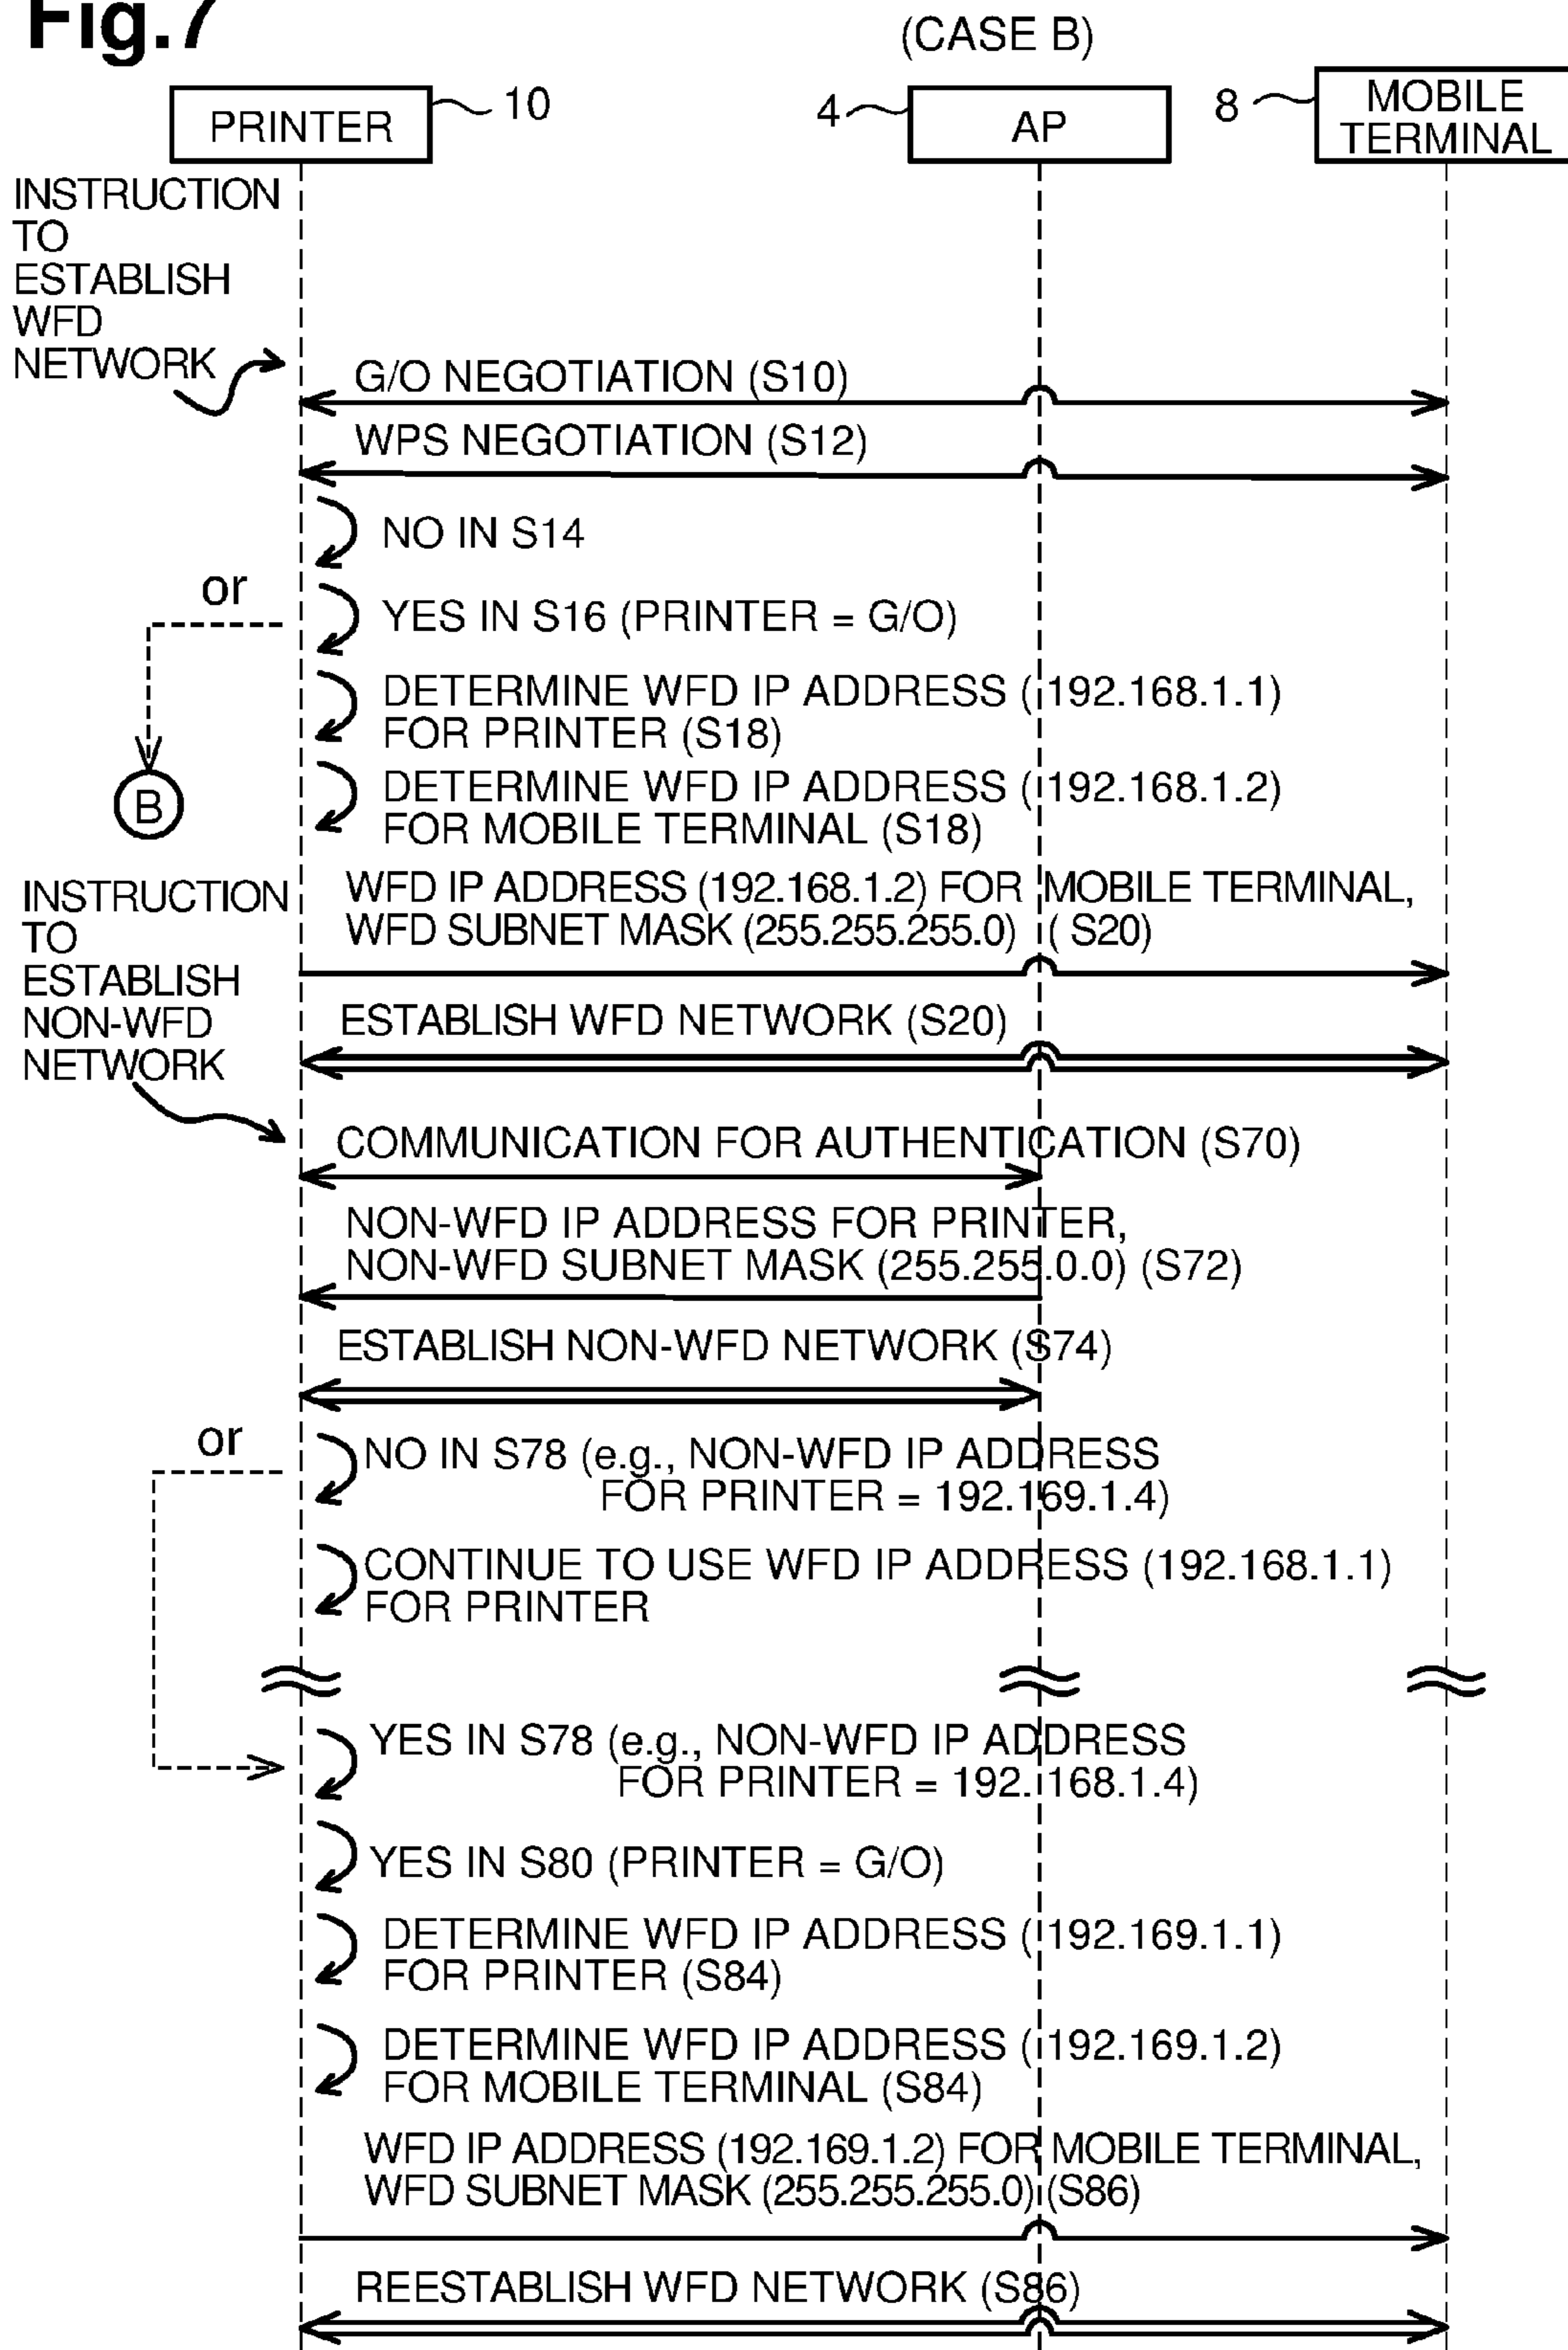 Fig.7
(CASE B)
PRINTER
10
4
AP
8
MOBILE
TERMINAL
INSTRUCTION
TO
ESTABLISH
WFD
NETWORK
G/O NEGOTIATION (S10)
WPS NEGOTIATION (S12)
NO IN S14
or
YES IN S16 (PRINTER = G/O)
DETERMINE WFD IP ADDRESS (192.168.1.1)
FOR PRINTER (S18)
B
DETERMINE WFD IP ADDRESS (192.168.1.2)
FOR MOBILE TERMINAL (S18)
INSTRUCTION
TO
ESTABLISH
NON-WFD
NETWORK
WFD IP ADDRESS (192.168.1.2) FOR MOBILE TERMINAL,
WFD SUBNET MASK (255.255.255.0) ( S20)
ESTABLISH WFD NETWORK (S20)
COMMUNICATION FOR AUTHENTICATION (S70)
NON-WFD IP ADDRESS FOR PRINTER,
NON-WFD SUBNET MASK (255.255.0.0) (S72)
ESTABLISH NON-WFD NETWORK (S74)
or
NO IN S78 (e.g., NON-WFD IP ADDRESS
FOR PRINTER = 192.169.1.4)
CONTINUE TO USE WFD IP ADDRESS (192.168.1.1)
FOR PRINTER
YES IN S78 (e.g., NON-WFD IP ADDRESS
FOR PRINTER = 192.168.1.4)
YES IN S80 (PRINTER = G/O)
DETERMINE WFD IP ADDRESS (192.169.1.1)
FOR PRINTER (S84)
DETERMINE WFD IP ADDRESS (192.169.1.2)
FOR MOBILE TERMINAL (S84)
WFD IP ADDRESS (192.169.1.2) FOR MOBILE TERMINAL,
WFD SUBNET MASK (255.255.255.0) (S86)
REESTABLISH WFD NETWORK (S86)